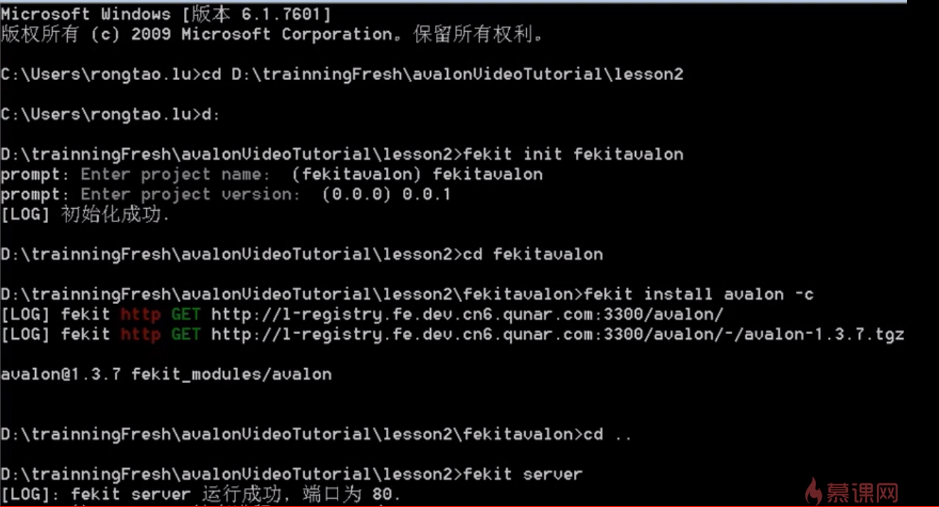 Microsoft Windows [版本 6.1.7601]
版权所有 (c) 2009 Microsoft Corporation。保留所有权利。
C:\Users\rongtao.lu>cd D:\trainningFresh\avalonVideoTutorial\lesson2
C:\Users\rongtao.lu>d:
D:\trainningFresh\avalonVideoTutorial\lesson2>fekit init fekitavalon
prompt: Enter project name:  (fekitavalon) fekitavalon
prompt: Enter project version:  (0.0.0) 0.0.1
[LOG] 初始化成功.
D:\trainningFresh\avalonVideoTutorial\lesson2>cd fekitavalon
D:\trainningFresh\avalonVideoTutorial\lesson2\fekitavalon>fekit install avalon -c
[LOG] fekit http GET http://l-registry.fe.dev.cn6.qunar.com:3300/avalon/
[LOG] fekit http GET http://l-registry.fe.dev.cn6.qunar.com:3300/avalon/-/avalon-1.3.7.tgz
avalon@1.3.7 fekit_modules/avalon
D:\trainningFresh\avalonVideoTutorial\lesson2\fekitavalon>cd ..
D:\trainningFresh\avalonVideoTutorial\lesson2>fekit server
[LOG]: fekit server 运行成功, 端口为 80.
慕课网